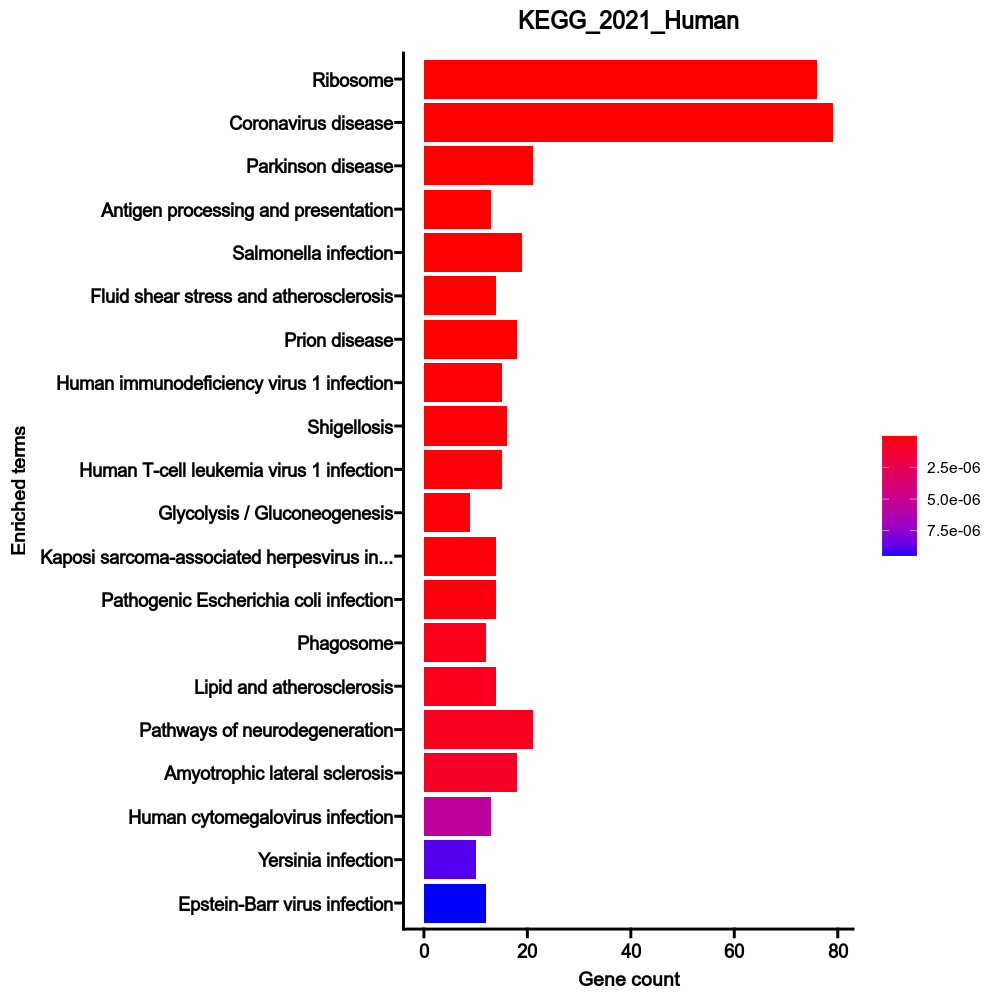 KEGG_2021_Human
Ribosome
Coronavirus disease
Parkinson disease
Antigen processing and presentation
Salmonella infection
Fluid shear stress and atherosclerosis
Prion disease
Human immunodeficiency virus 1 infection
Shigellosis
Human T-cell leukemia virus 1 infection
Glycolysis / Gluconeogenesis
Kaposi sarcoma-associated herpesvirus in...
Pathogenic Escherichia coli infection
Phagosome
Lipid and atherosclerosis
Pathways of neurodegeneration
Amyotrophic lateral sclerosis
Human cytomegalovirus infection
Yersinia infection
Epstein-Barr virus infection
Enriched terms
0 20 40 60 80
Gene count
2.5e-06
5.0e-06
7.5e-06